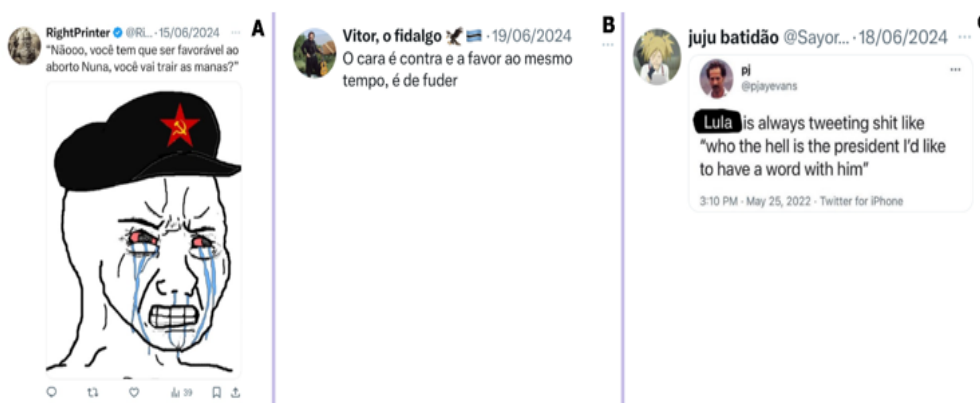 A
RightPrinter @Ri... · 15/06/2024 ···
“Nãooo, você tem que ser favorável ao
aborto Nuna, você vai trair as manas?”
39
B
Vitor, o fidalgo · 19/06/2024 ···
O cara é contra e a favor ao mesmo
tempo, é de fuder
juju batidão @Sayor... · 18/06/2024 ···
pj ···
@pjayevans
Lula is always tweeting shit like
“who the hell is the president I’d like
to have a word with him”
3:10 PM · May 25, 2022 · Twitter for iPhone